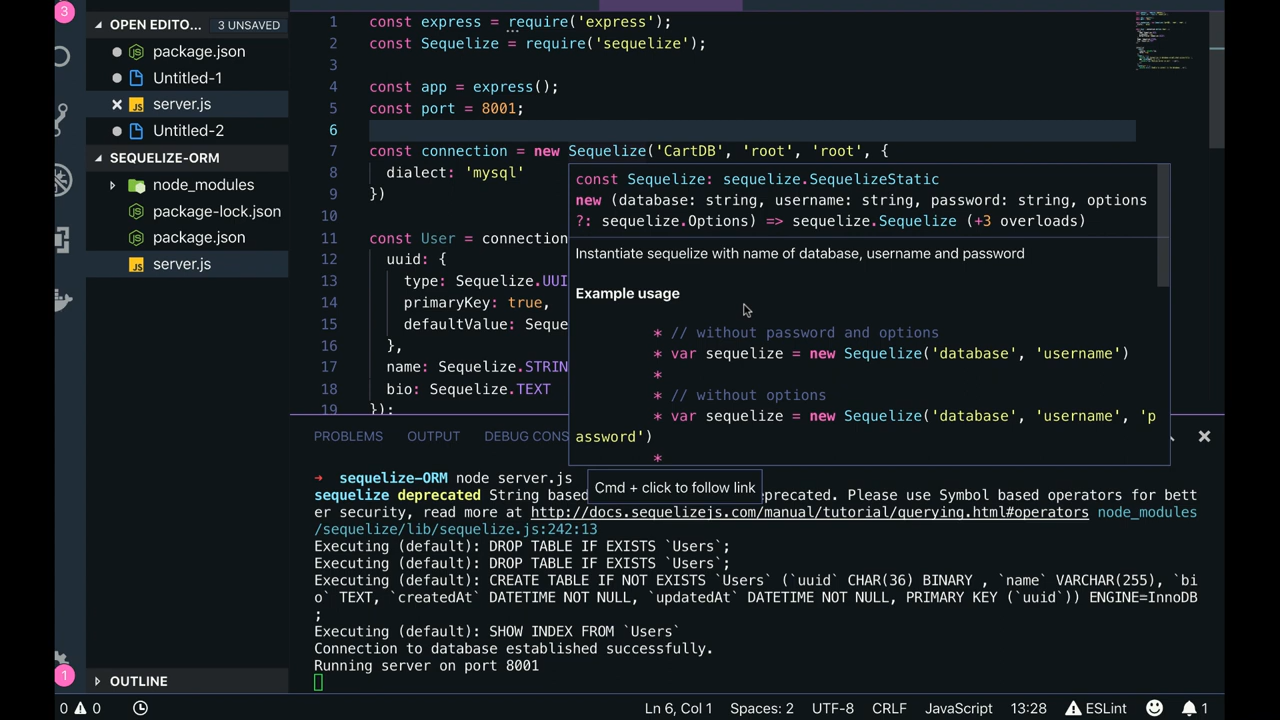 3
OPEN EDITO... 3 UNSAVED
package.json
Untitled-1
server.js
Untitled-2
SEQUELIZE-ORM
node_modules
package-lock.json
package.json
server.js
OUTLINE
1
1 const express = require('express');
2 const Sequelize = require('sequelize');
3
4 const app = express();
5 const port = 8001;
6
7 const connection = new Sequelize('CartDB', 'root', 'root', {
8 dialect: 'mysql'
9 })
10
11 const User = connection
12 uuid: {
13 type: Sequelize.UUI
14 primaryKey: true,
15 defaultValue: Seque
16 },
17 name: Sequelize.STRIN
18 bio: Sequelize.TEXT
19 });
const Sequelize: sequelize.SequelizeStatic
new (database: string, username: string, password: string, options
?: sequelize.Options) => sequelize.Sequelize (+3 overloads)
Instantiate sequelize with name of database, username and password
Example usage
* // without password and options
* var sequelize = new Sequelize('database', 'username')
*
* // without options
* var sequelize = new Sequelize('database', 'username', 'p
assword')
*
Cmd + click to follow link
PROBLEMS OUTPUT DEBUG CONS
→ sequelize-ORM node server.js
sequelize deprecated String based precated. Please use Symbol based operators for bett
er security, read more at http://docs.sequelizejs.com/manual/tutorial/querying.html#operators node_modules
/sequelize/lib/sequelize.js:242:13
Executing (default): DROP TABLE IF EXISTS `Users`;
Executing (default): DROP TABLE IF EXISTS `Users`;
Executing (default): CREATE TABLE IF NOT EXISTS `Users` (`uuid` CHAR(36) BINARY , `name` VARCHAR(255), `bi
o` TEXT, `createdAt` DATETIME NOT NULL, `updatedAt` DATETIME NOT NULL, PRIMARY KEY (`uuid`)) ENGINE=InnoDB
;
Executing (default): SHOW INDEX FROM `Users`
Connection to database established successfully.
Running server on port 8001
0 0 Ln 6, Col 1 Spaces: 2 UTF-8 CRLF JavaScript 13:28 ESLint 1